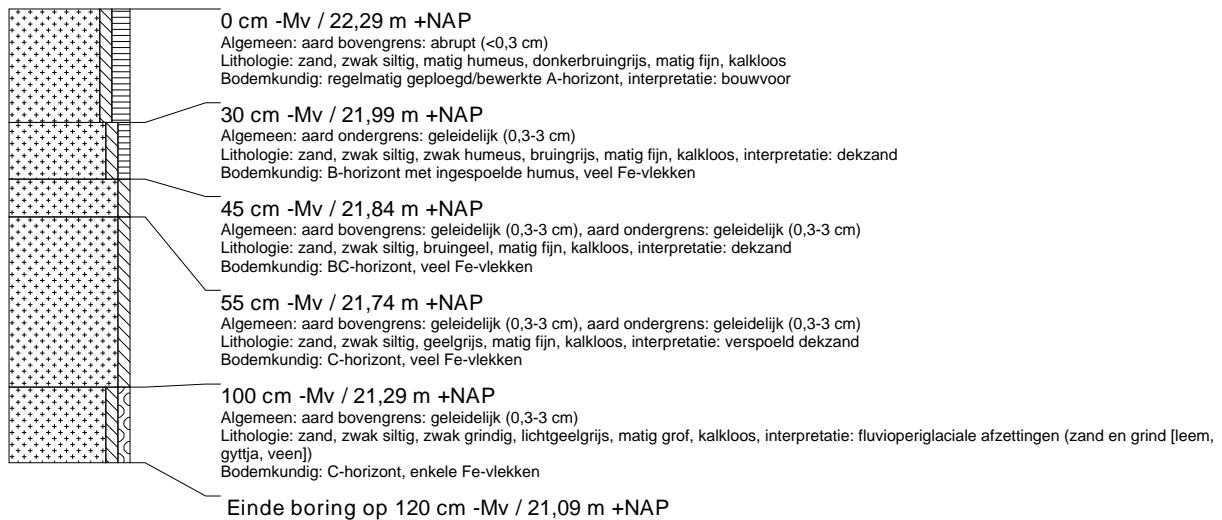 0 cm -Mv / 22,29 m +NAP
Algemeen: aard bovengrens: abrupt (<0,3 cm)
Lithologie: zand, zwak siltig, matig humeus, donkerbruingrijs, matig fijn, kalkloos
Bodemkundig: regelmatig geploegd/bewerkte A-horizont, interpretatie: bouwvoor
30 cm -Mv / 21,99 m +NAP
Algemeen: aard ondergrens: geleidelijk (0,3-3 cm)
Lithologie: zand, zwak siltig, zwak humeus, bruingrijs, matig fijn, kalkloos, interpretatie: dekzand
Bodemkundig: B-horizont met ingespoelde humus, veel Fe-vlekken
45 cm -Mv / 21,84 m +NAP
Algemeen: aard bovengrens: geleidelijk (0,3-3 cm), aard ondergrens: geleidelijk (0,3-3 cm)
Lithologie: zand, zwak siltig, bruingeel, matig fijn, kalkloos, interpretatie: dekzand
Bodemkundig: BC-horizont, veel Fe-vlekken
55 cm -Mv / 21,74 m +NAP
Algemeen: aard bovengrens: geleidelijk (0,3-3 cm), aard ondergrens: geleidelijk (0,3-3 cm)
Lithologie: zand, zwak siltig, geelgrijs, matig fijn, kalkloos, interpretatie: verspoeld dekzand
Bodemkundig: C-horizont, veel Fe-vlekken
100 cm -Mv / 21,29 m +NAP
Algemeen: aard bovengrens: geleidelijk (0,3-3 cm)
Lithologie: zand, zwak siltig, zwak grindig, lichtgeelgrijs, matig grof, kalkloos, interpretatie: fluvioperiglaciale afzettingen (zand en grind [leem,
gyttja, veen])
Bodemkundig: C-horizont, enkele Fe-vlekken
Einde boring op 120 cm -Mv / 21,09 m +NAP